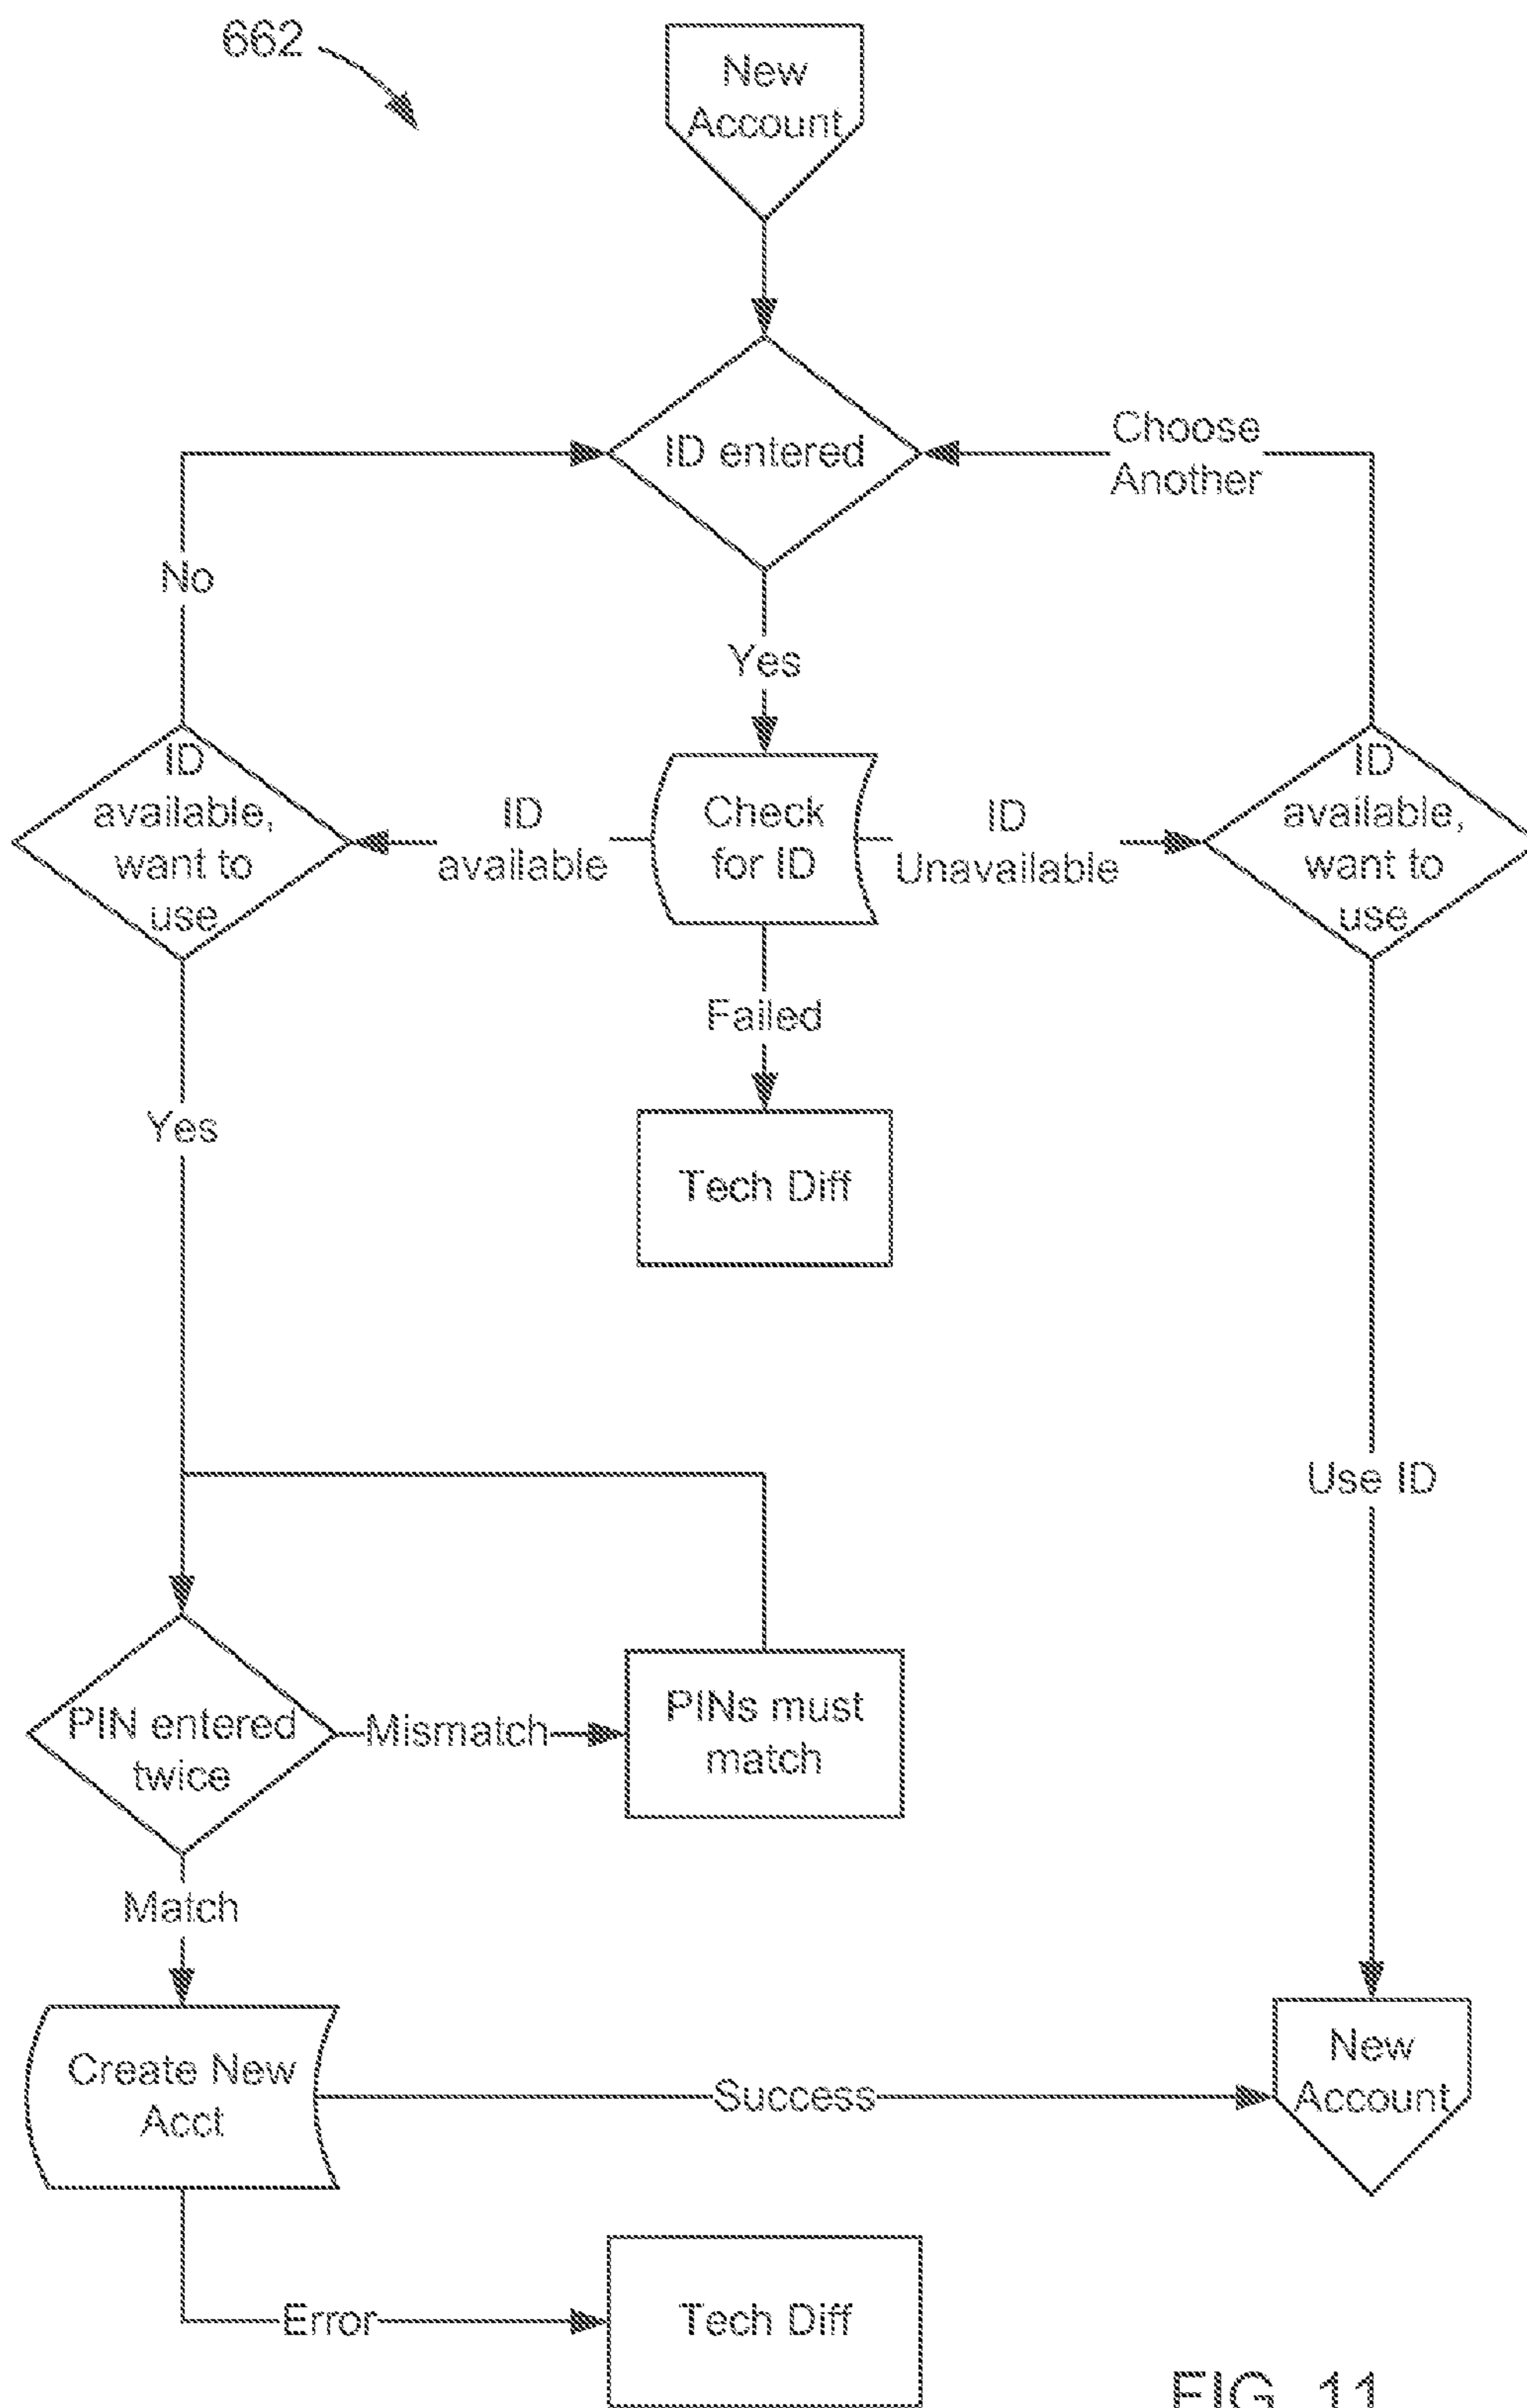 662
New
Account
ID entered
Choose
Another
No
Yes
ID
available,
want to
use
ID
available
Check
for ID
ID
Unavailable
ID
available,
want to
use
Failed
Yes
Tech Diff
Use ID
PIN entered
twice
Mismatch
PINs must
match
Match
Create New
Acct
Success
New
Account
Error
Tech Diff
FIG. 11